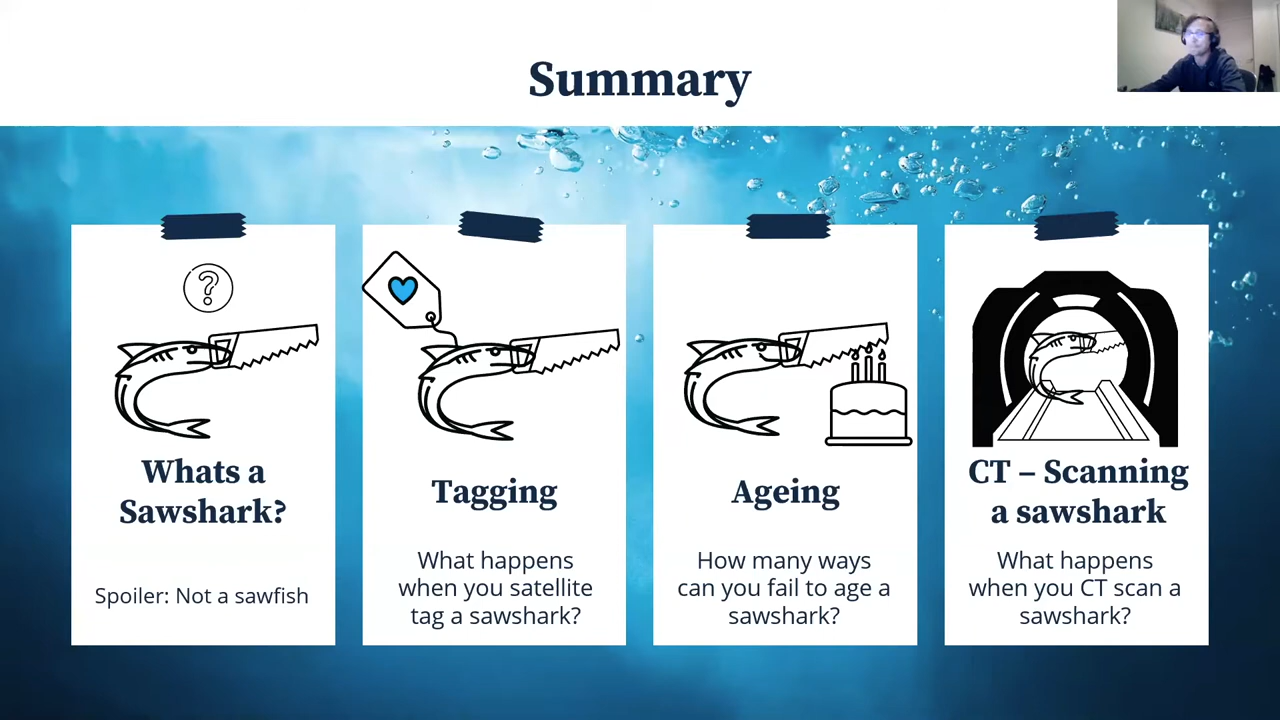 Summary
Whats a
Sawshark?
Spoiler: Not a sawfish
Tagging
What happens
when you satellite
tag a sawshark?
Ageing
How many ways
can you fail to age a
sawshark?
CT – Scanning
a sawshark
What happens
when you CT scan a
sawshark?